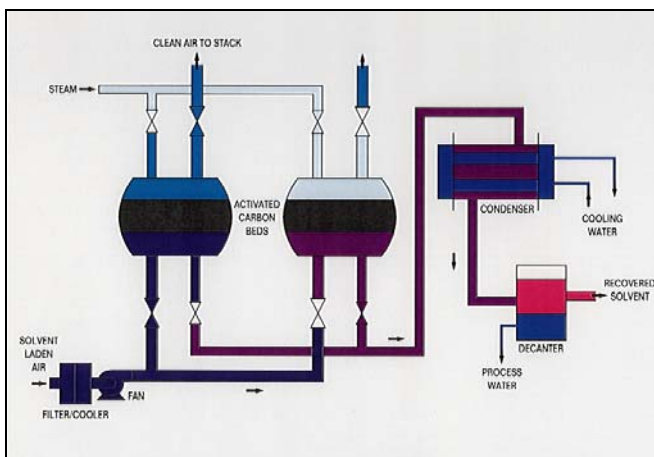 CLEAN AIR TO STACK
STEAM
ACTIVATED
CARBON
BEDS
CONDENSER
COOLING
WATER
RECOVERED
SOLVENT
DECANTER
PROCESS
WATER
SOLVENT
LADEN
AIR
FAN
FILTER/COOLER